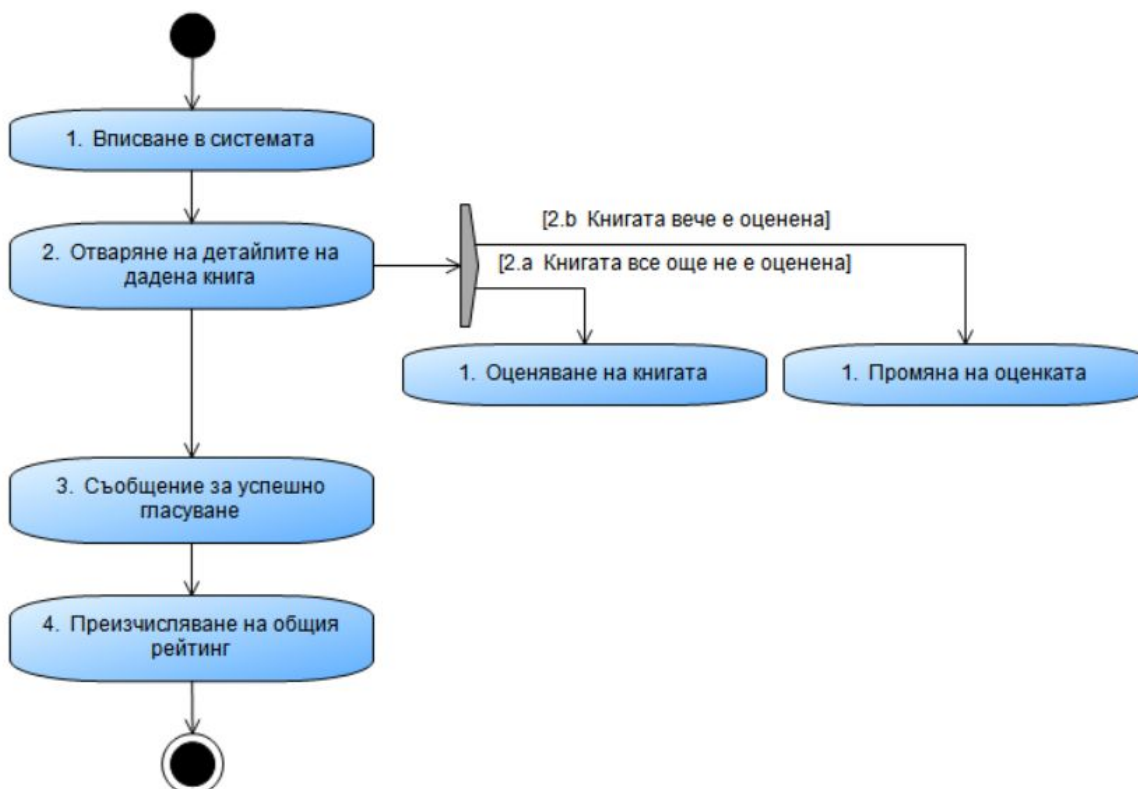 1. Вписване в системата
2. Отваряне на детайлите на
дадена книга
[2.b Книгата вече е оценена]
[2.a Книгата все още не е оценена]
1. Оценяване на книгата
1. Промяна на оценката
3. Съобщение за успешно
гласуване
4. Преизчисляване на общия
рейтинг